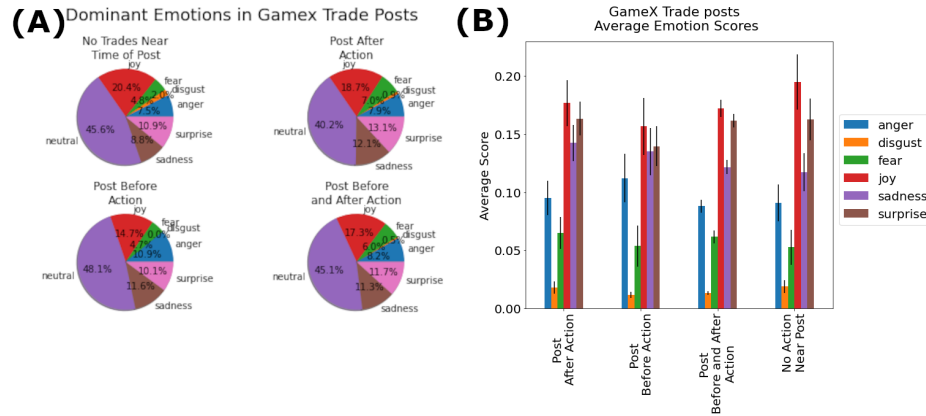 (A)
Dominant Emotions in Gamex Trade Posts
No Trades Near
Time of Post
joy
fear
disgust
anger
surprise
sadness
neutral
20.4%
4.8%
2.0%
7.5%
10.9%
8.8%
45.6%
Post After
Action
joy
fear
disgust
anger
surprise
sadness
neutral
18.7%
7.0%
0.9%
7.9%
13.1%
12.1%
40.2%
Post Before
Action
joy
fear
disgust
anger
surprise
sadness
neutral
14.7%
4.7%
0.0%
10.9%
10.1%
11.6%
48.1%
Post Before
and After Action
joy
fear
disgust
anger
surprise
sadness
neutral
17.3%
6.0%
0.5%
8.2%
11.7%
11.3%
45.1%
(B)
GameX Trade posts
Average Emotion Scores
Average Score
0.20
0.15
0.10
0.05
0.00
Post
After Action
Post
Before Action
Post
Before and After
Action
No Action
Near Post
anger
disgust
fear
joy
sadness
surprise